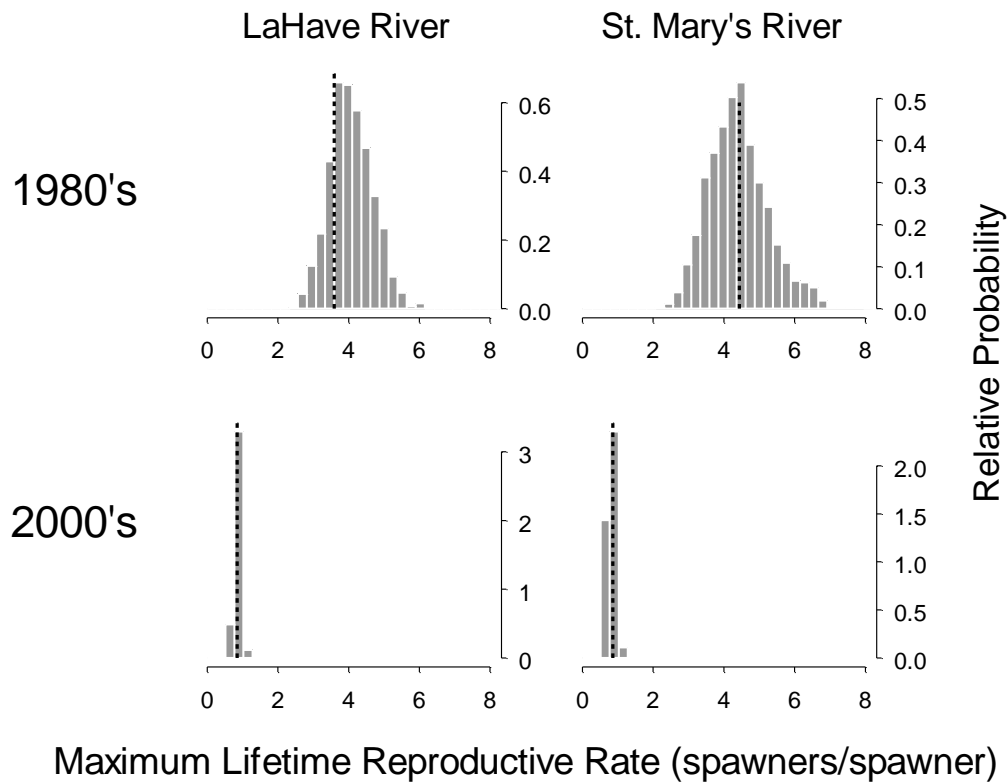 LaHave River
St. Mary's River
1980's
0.6
0.4
0.2
0.0
0 2 4 6 8
0.5
0.4
0.3
0.2
0.1
0.0
0 2 4 6 8
2000's
3
2
1
0
0 2 4 6 8
2.0
1.5
1.0
0.5
0.0
0 2 4 6 8
Relative Probability
Maximum Lifetime Reproductive Rate (spawners/spawner)